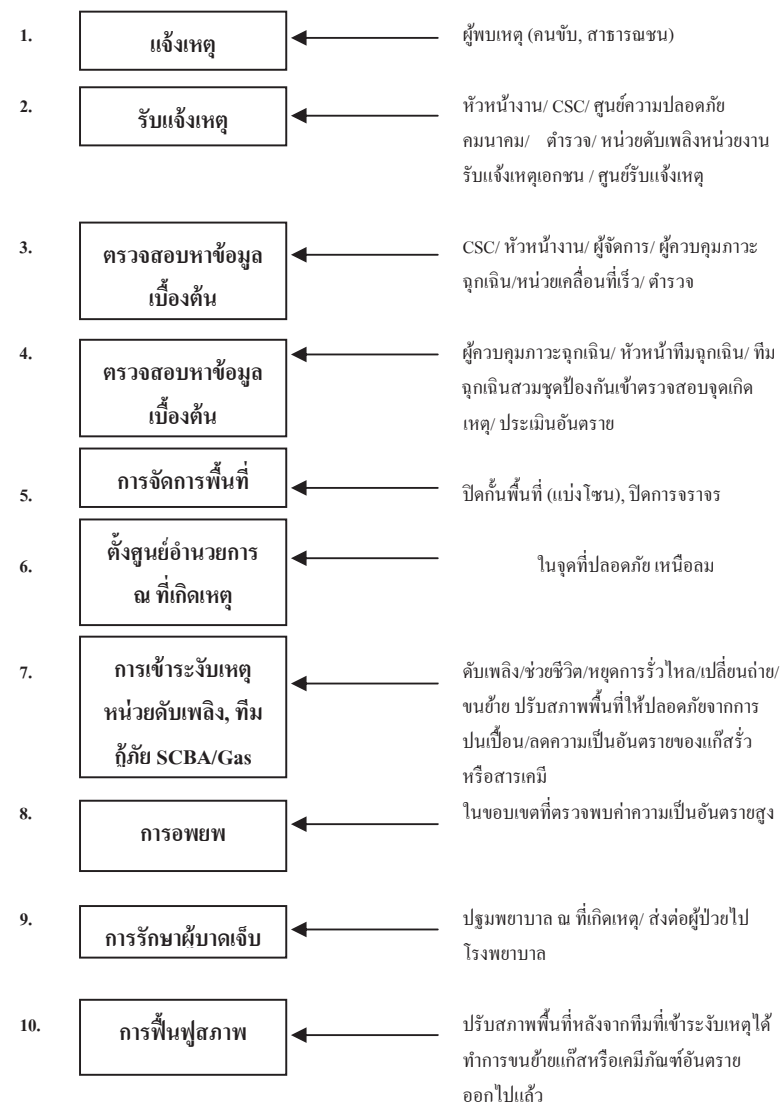 1.
แจ้งเหตุ
ผู้พบเหตุ (คนขับ, สาธารณชน)
2.
รับแจ้งเหตุ
หัวหน้างาน/ CSC/ ศูนย์ความปลอดภัย
คมนาคม/ ตำรวจ/ หน่วยดับเพลิงหน่วยงาน
รับแจ้งเหตุเอกชน / ศูนย์รับแจ้งเหตุ
3.
ตรวจสอบหาข้อมูล
เบื้องต้น
CSC/ หัวหน้างาน/ ผู้จัดการ/ ผู้ควบคุมภาวะ
ฉุกเฉิน/หน่วยเคลื่อนที่เร็ว/ ตำรวจ
4.
ตรวจสอบหาข้อมูล
เบื้องต้น
ผู้ควบคุมภาวะฉุกเฉิน/ หัวหน้าทีมฉุกเฉิน/ ทีม
ฉุกเฉินสวมชุดป้องกันเข้าตรวจสอบจุดเกิด
เหตุ/ ประเมินอันตราย
5.
การจัดการพื้นที่
ปิดกั้นพื้นที่ (แบ่งโซน), ปิดการจราจร
6.
ตั้งศูนย์อำนวยการ
ณ ที่เกิดเหตุ
ในจุดที่ปลอดภัย เหนือลม
7.
การเข้าระงับเหตุ
หน่วยดับเพลิง, ทีม
กู้ภัย SCBA/Gas
ดับเพลิง/ช่วยชีวิต/หยุดการรั่วไหล/เปลี่ยนถ่าย/
ขนย้าย ปรับสภาพพื้นที่ให้ปลอดภัยจากการ
ปนเปื้อน/ลดความเป็นอันตรายของแก๊สรั่ว
หรือสารเคมี
8.
การอพยพ
ในขอบเขตที่ตรวจพบค่าความเป็นอันตรายสูง
9.
การรักษาผู้บาดเจ็บ
ปฐมพยาบาล ณ ที่เกิดเหตุ/ ส่งต่อผู้ป่วยไป
โรงพยาบาล
10.
การฟื้นฟูสภาพ
ปรับสภาพพื้นที่หลังจากทีมที่เข้าระงับเหตุได้
ทำการขนย้ายแก๊สหรือเคมีภัณฑ์อันตราย
ออกไปแล้ว